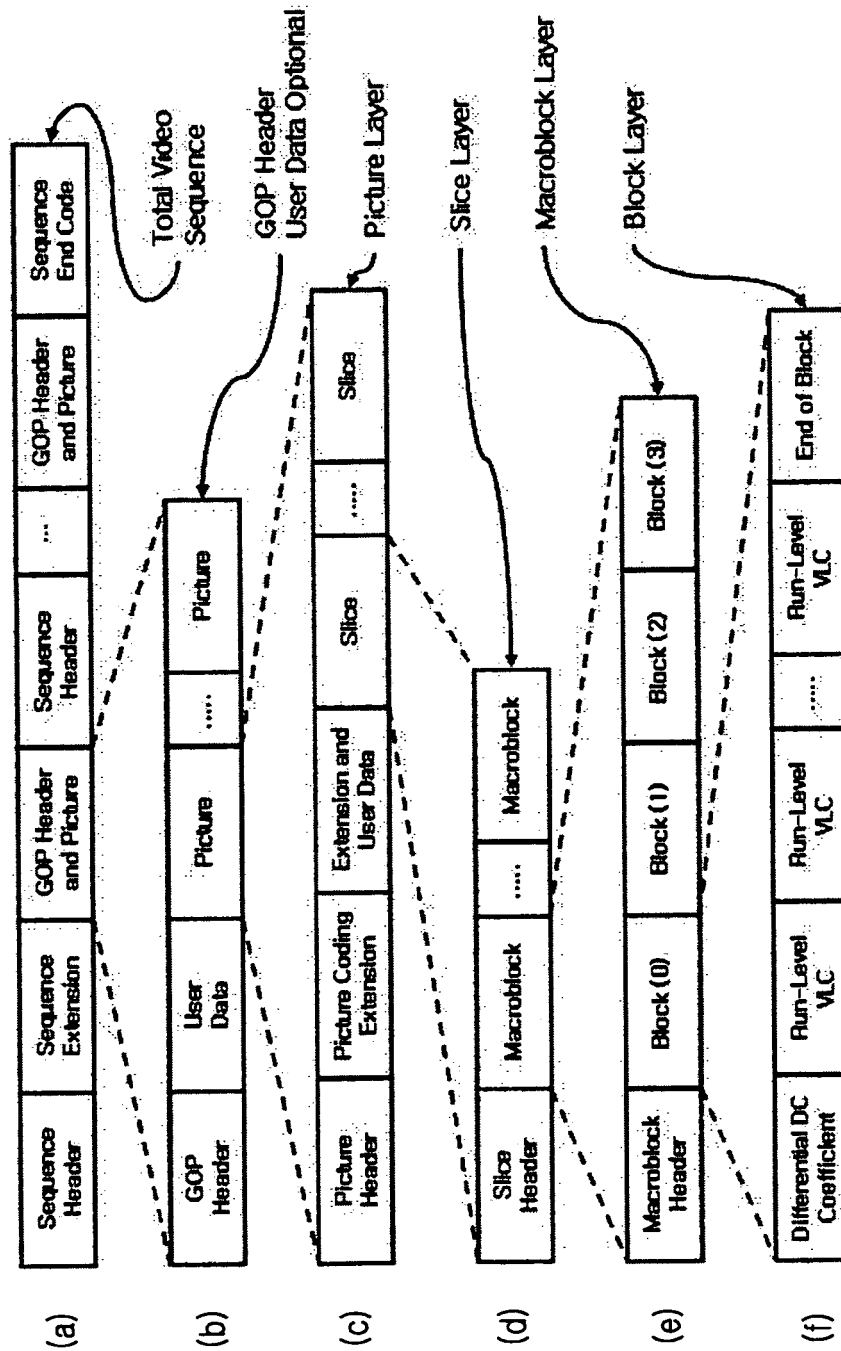 (a)
Sequence
Header
Sequence
Extension
GOP Header
and Picture
Sequence
Header
...
GOP Header
and Picture
Sequence
End Code
Total Video
Sequence
(b)
GOP
Header
User
Data
Picture
.....
Picture
GOP Header
User Data Optional
(c)
Picture
Header
Picture Coding
Extension
Extension and
User Data
Slice
.....
Slice
Picture Layer
(d)
Slice
Header
Macroblock
.....
Macroblock
Slice Layer
(e)
Macroblock
Header
Block (0)
Block (1)
Block (2)
Block (3)
Macroblock Layer
(f)
Differential DC
Coefficient
Run-Level
VLC
Run-Level
VLC
.....
Run-Level
VLC
End of Block
Block Layer